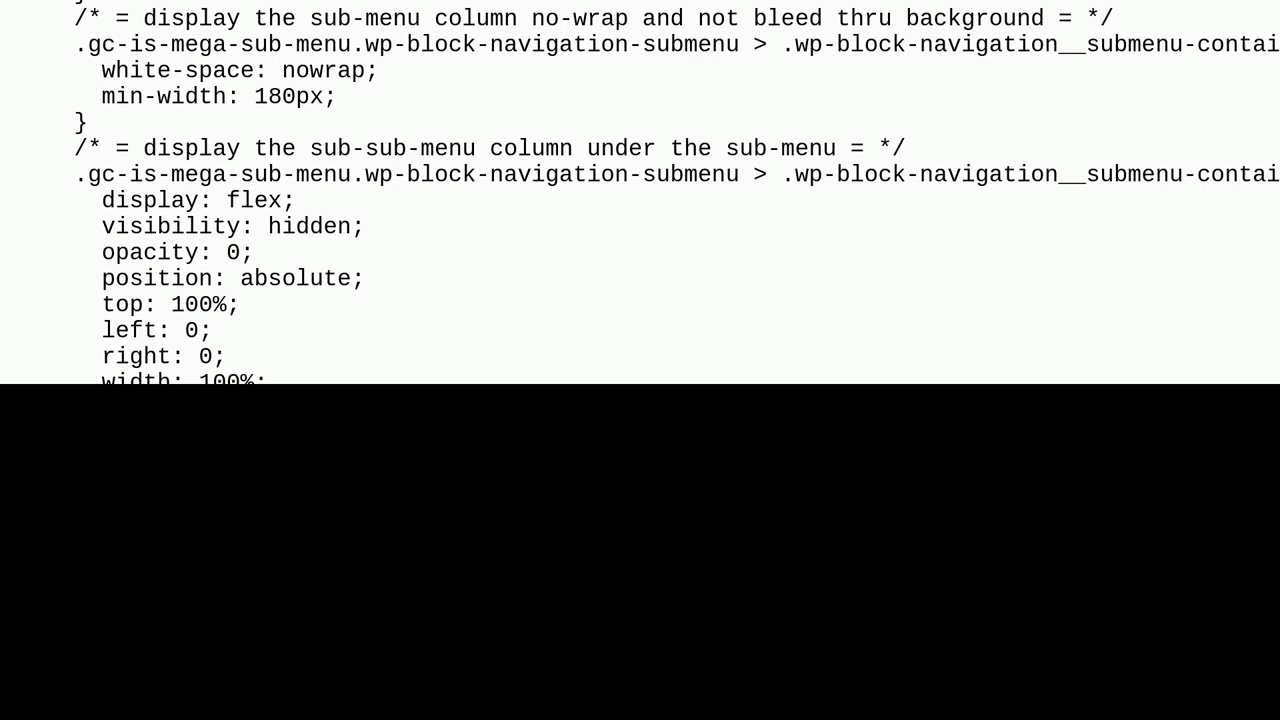 }
/* = display the sub-menu column no-wrap and not bleed thru background = */
.gc-is-mega-sub-menu.wp-block-navigation-submenu > .wp-block-navigation__submenu-contai
white-space: nowrap;
min-width: 180px;
}
/* = display the sub-sub-menu column under the sub-menu = */
.gc-is-mega-sub-menu.wp-block-navigation-submenu > .wp-block-navigation__submenu-contai
display: flex;
visibility: hidden;
opacity: 0;
position: absolute;
top: 100%;
left: 0;
right: 0;
width: 100%;